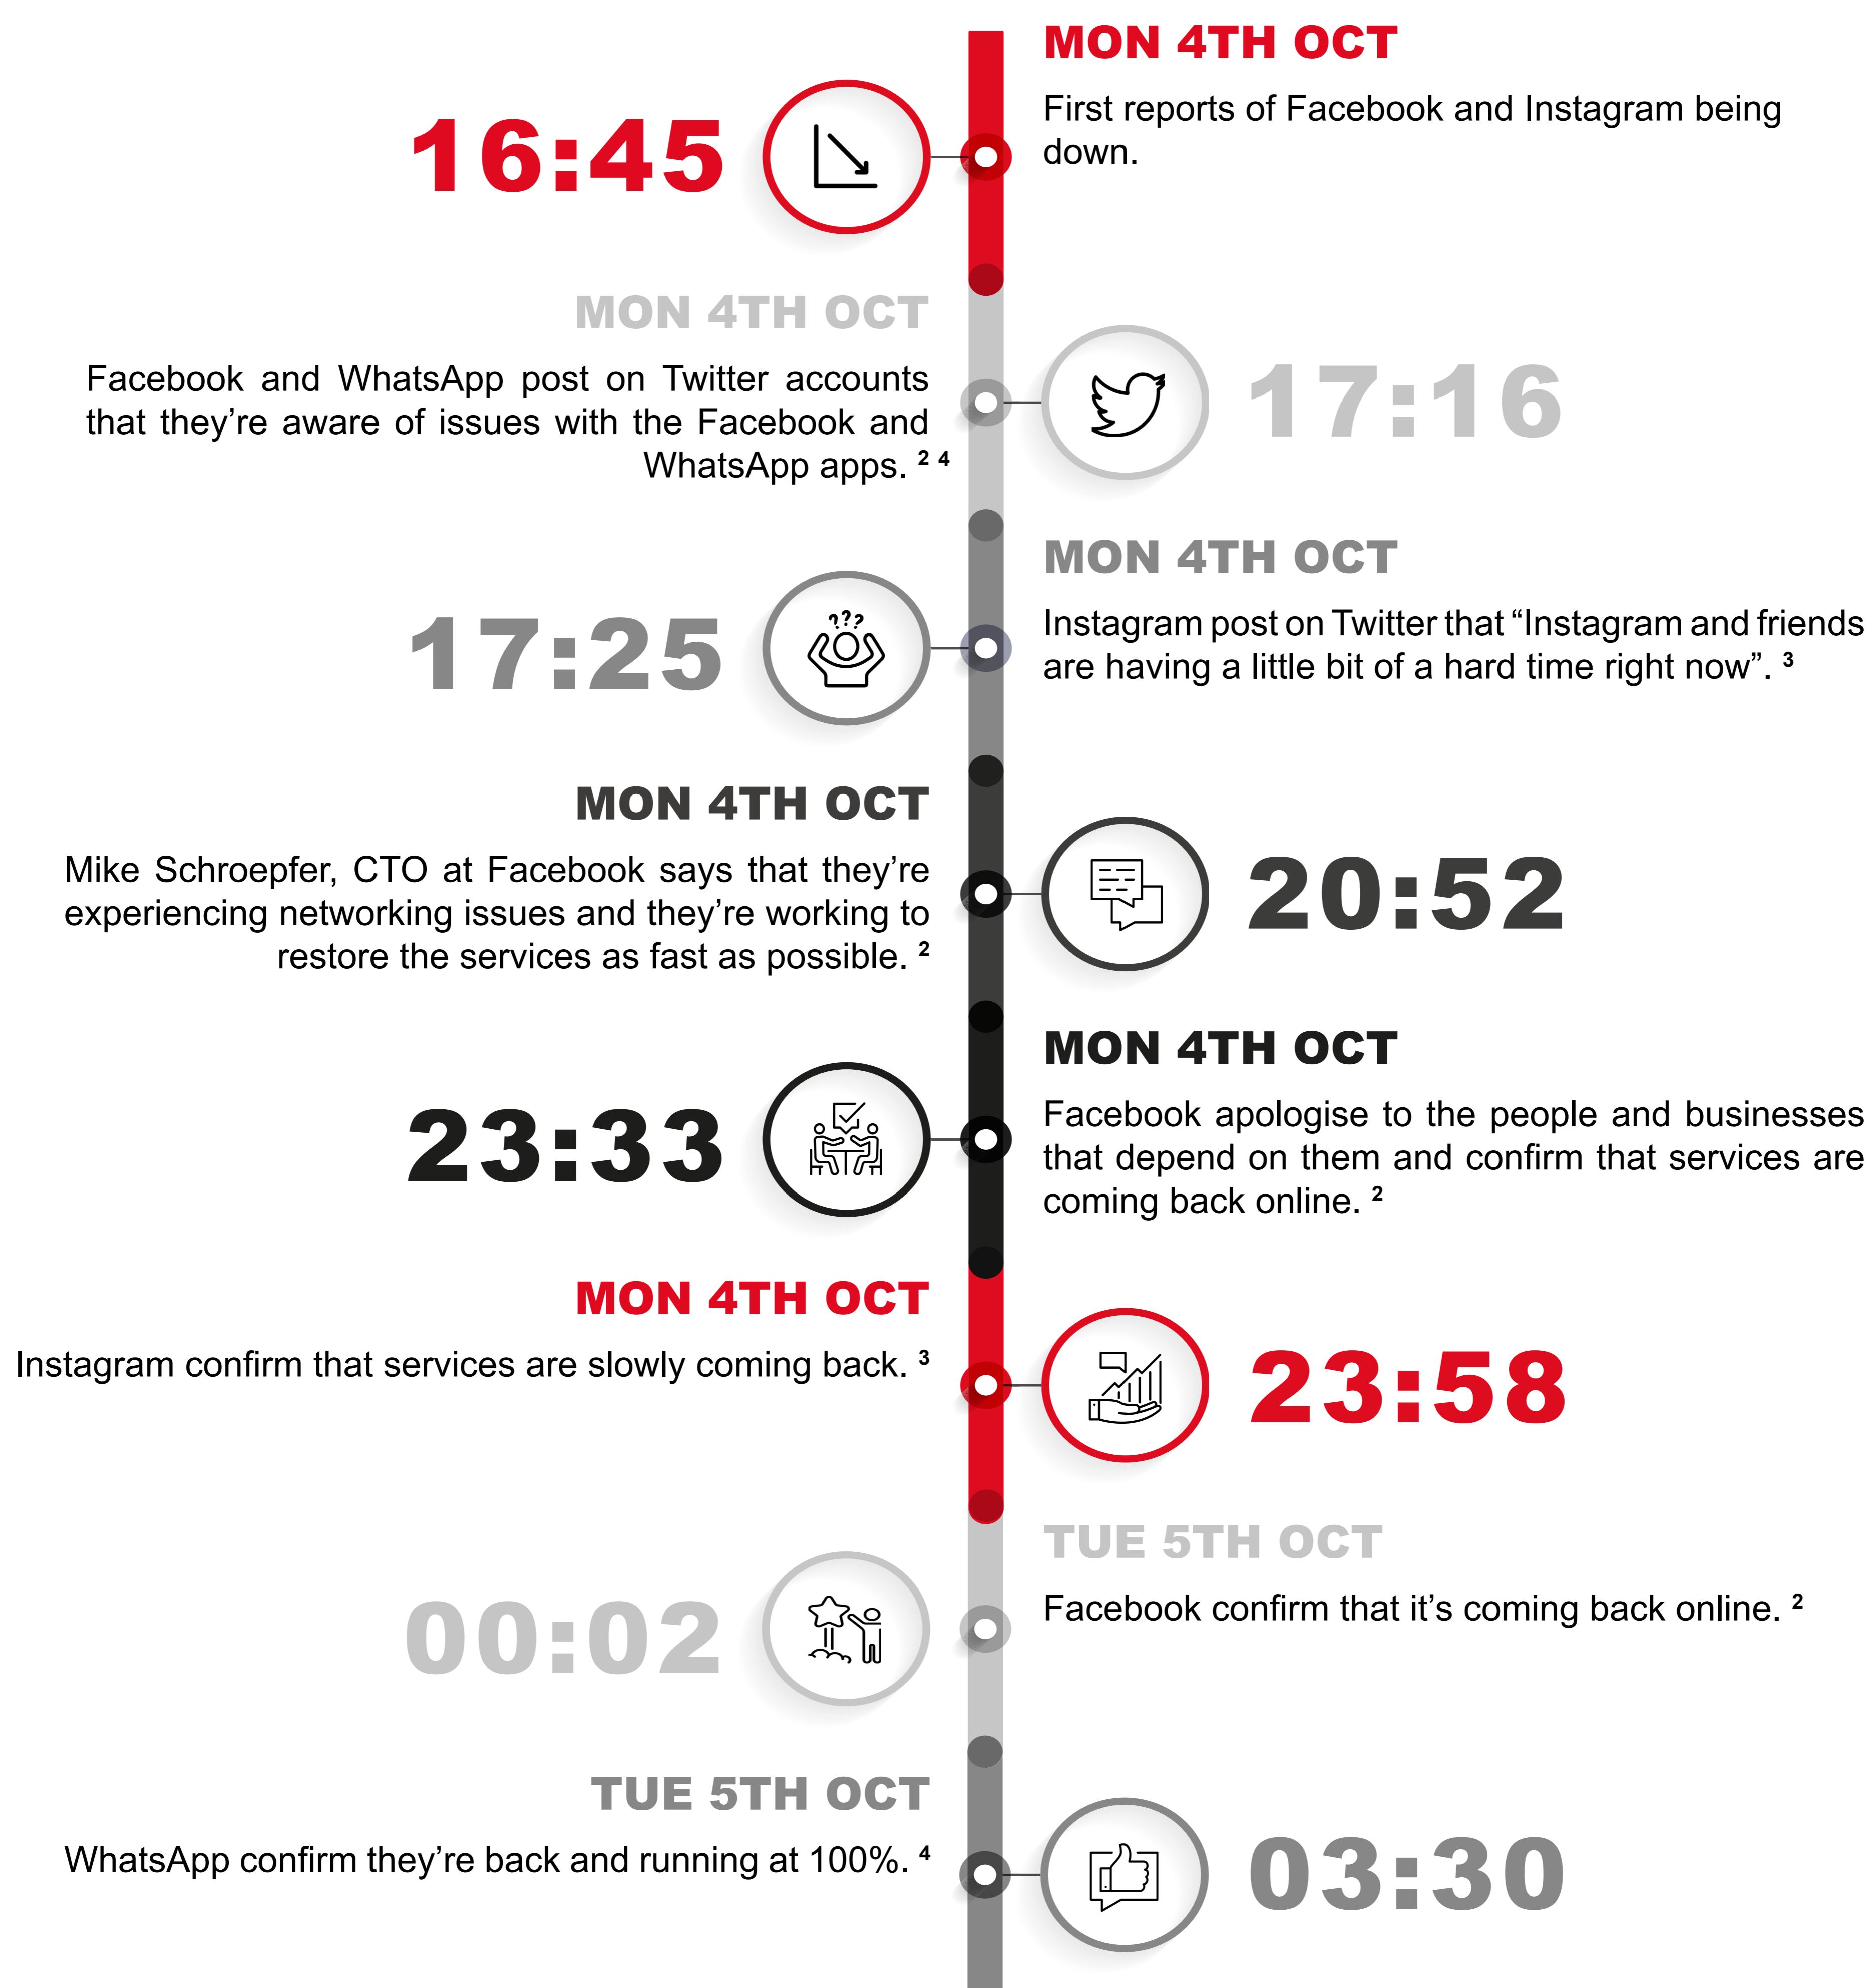 MON 4TH OCT
16:45
First reports of Facebook and Instagram being
down.
MON 4TH OCT
Facebook and WhatsApp post on Twitter accounts
that they’re aware of issues with the Facebook and
WhatsApp apps. 2 4
17:16
MON 4TH OCT
17:25
???
Instagram post on Twitter that “Instagram and friends
are having a little bit of a hard time right now”. 3
MON 4TH OCT
Mike Schroepfer, CTO at Facebook says that they’re
experiencing networking issues and they’re working to
restore the services as fast as possible. 2
20:52
MON 4TH OCT
23:33
Facebook apologise to the people and businesses
that depend on them and confirm that services are
coming back online. 2
MON 4TH OCT
Instagram confirm that services are slowly coming back. 3
23:58
TUE 5TH OCT
00:02
Facebook confirm that it’s coming back online. 2
TUE 5TH OCT
WhatsApp confirm they’re back and running at 100%. 4
03:30